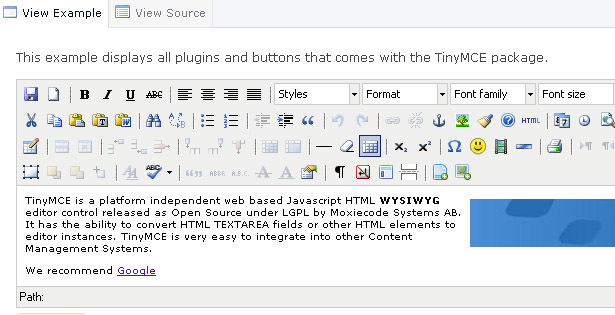 View Example View Source
This example displays all plugins and buttons that comes with the TinyMCE package.
B I U ABC Styles Format Font family Font size
HTML
A ABC ABBR A.B.C. A A
TinyMCE is a platform independent web based Javascript HTML WYSIWYG
editor control released as Open Source under LGPL by Moxiecode Systems AB.
It has the ability to convert HTML TEXTAREA fields or other HTML elements to
editor instances. TinyMCE is very easy to integrate into other Content
Management Systems.
We recommend Google
Path: